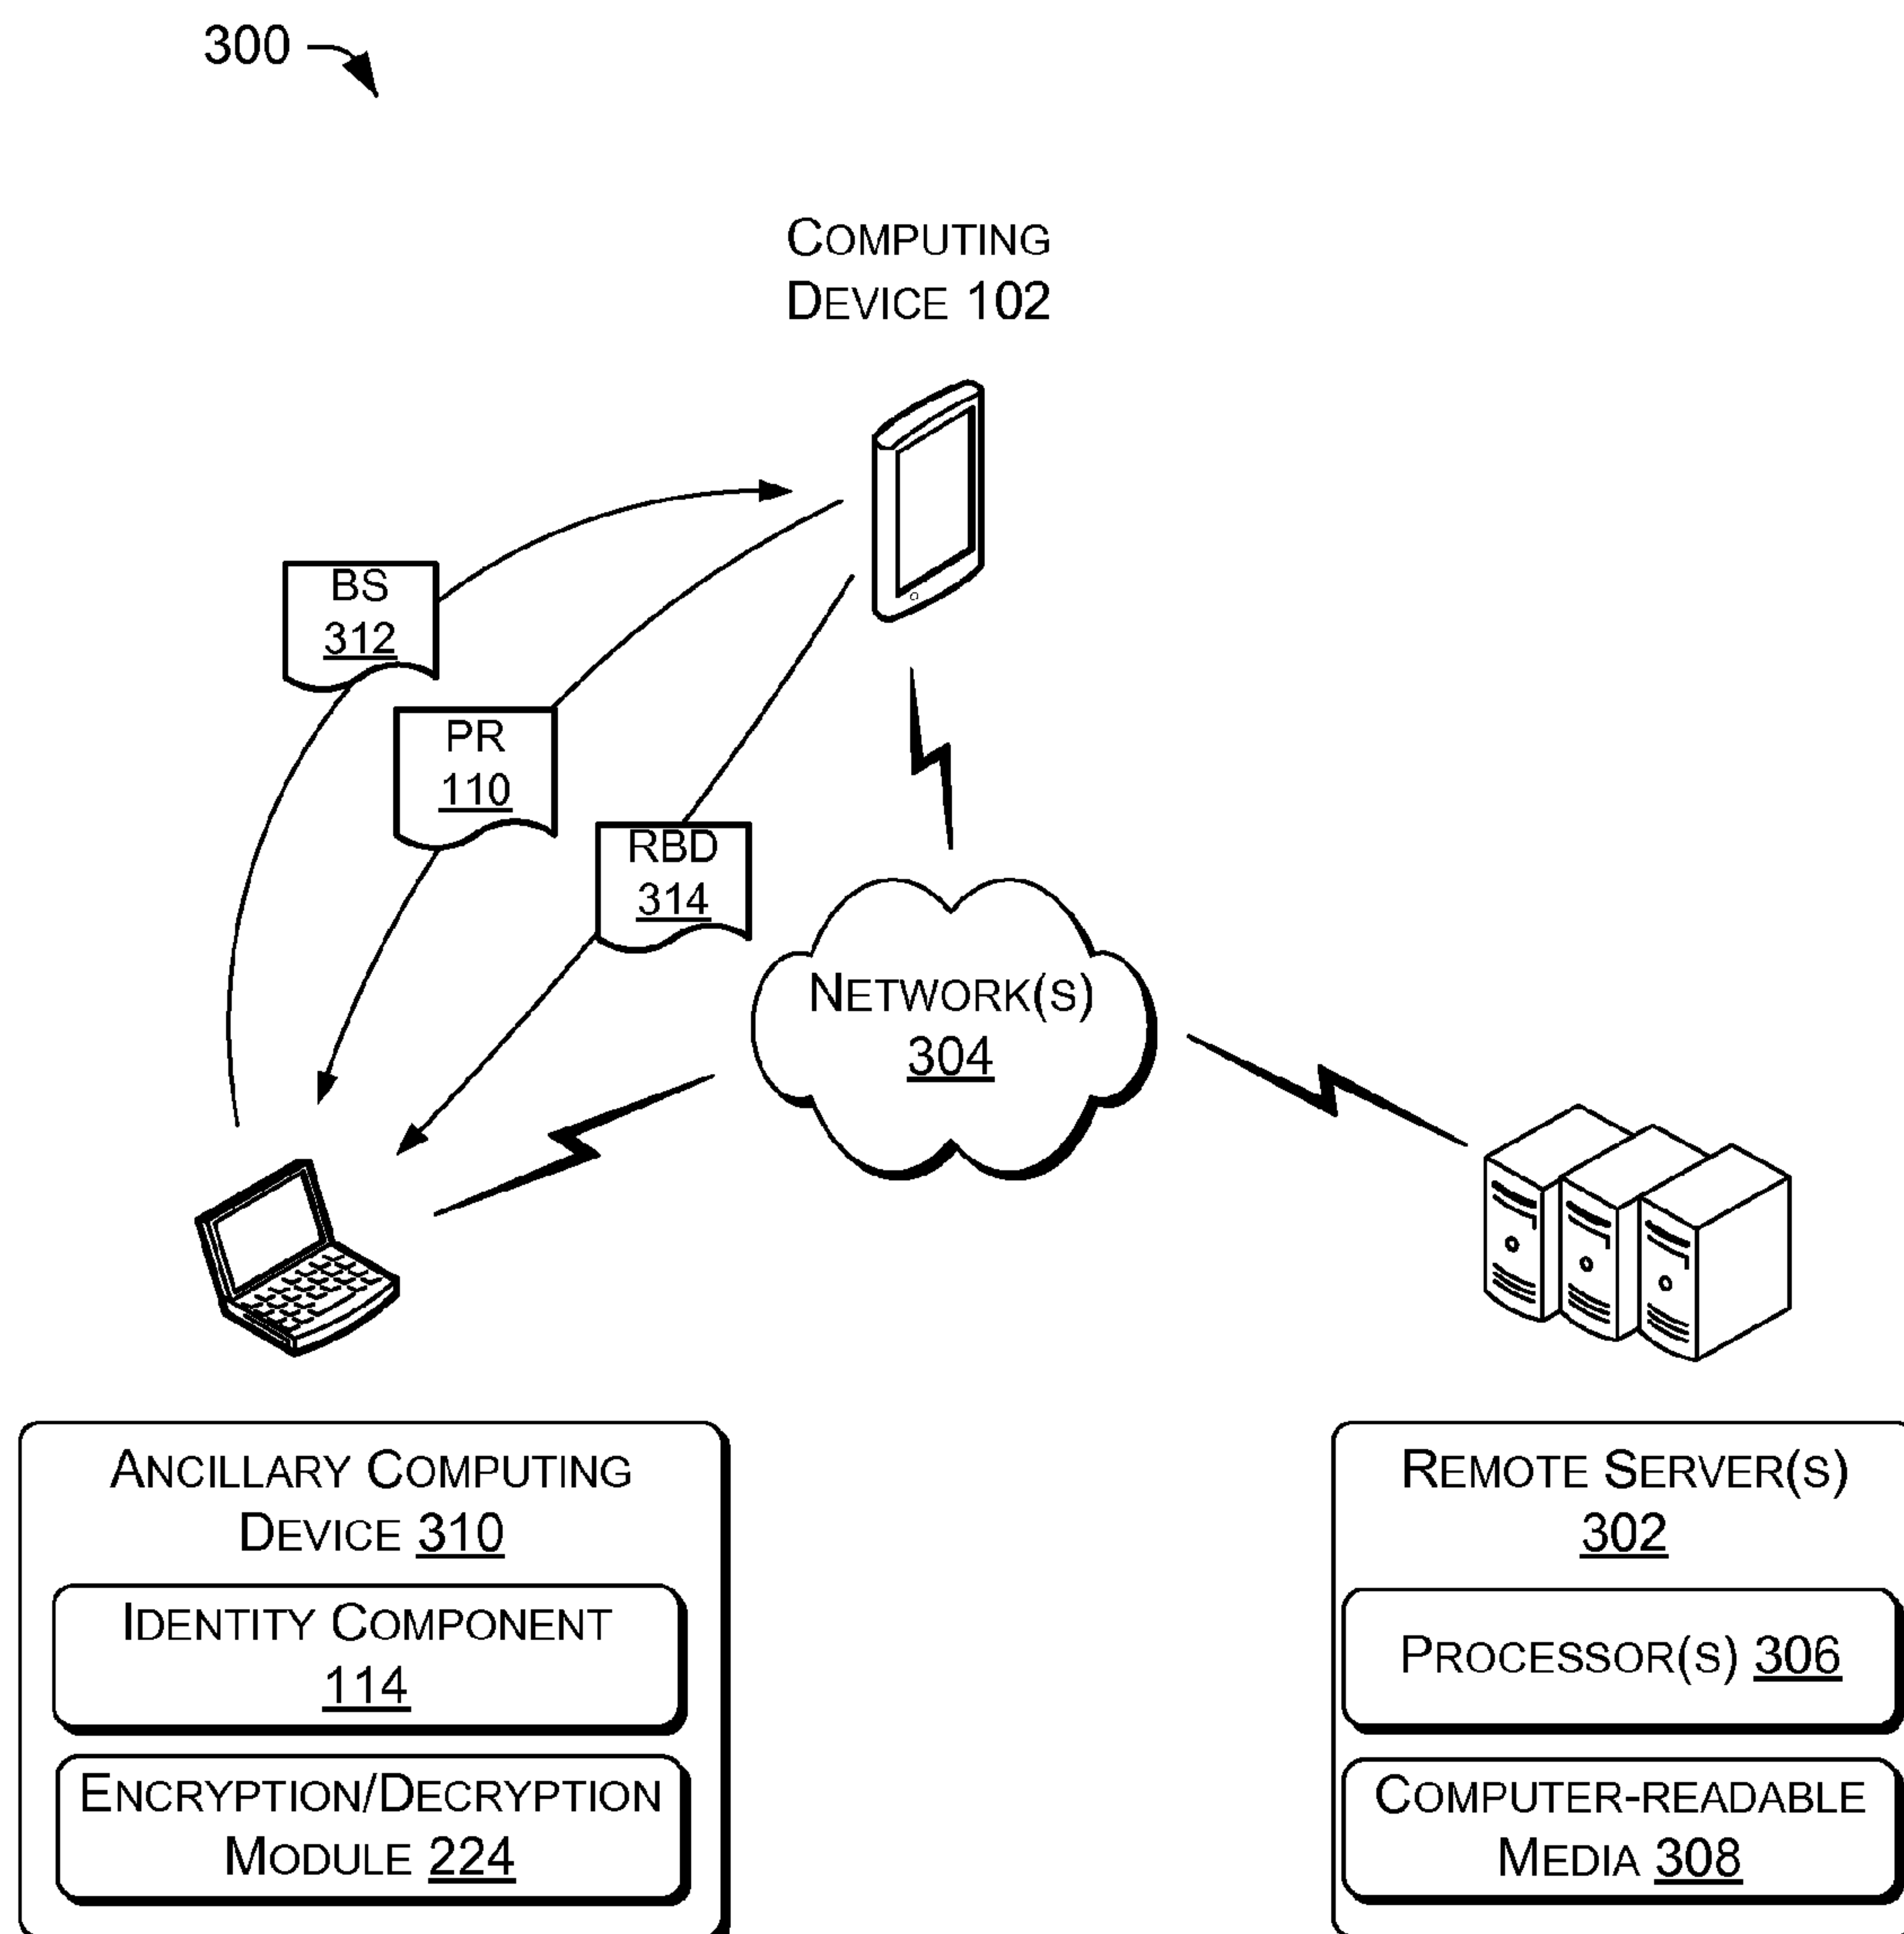 300
COMPUTING
DEVICE 102
BS
312
PR
110
RBD
314
NETWORK(S)
304
ANCILLARY COMPUTING
DEVICE 310
IDENTITY COMPONENT
114
ENCRYPTION/DECRYPTION
MODULE 224
REMOTE SERVER(S)
302
PROCESSOR(S) 306
COMPUTER-READABLE
MEDIA 308